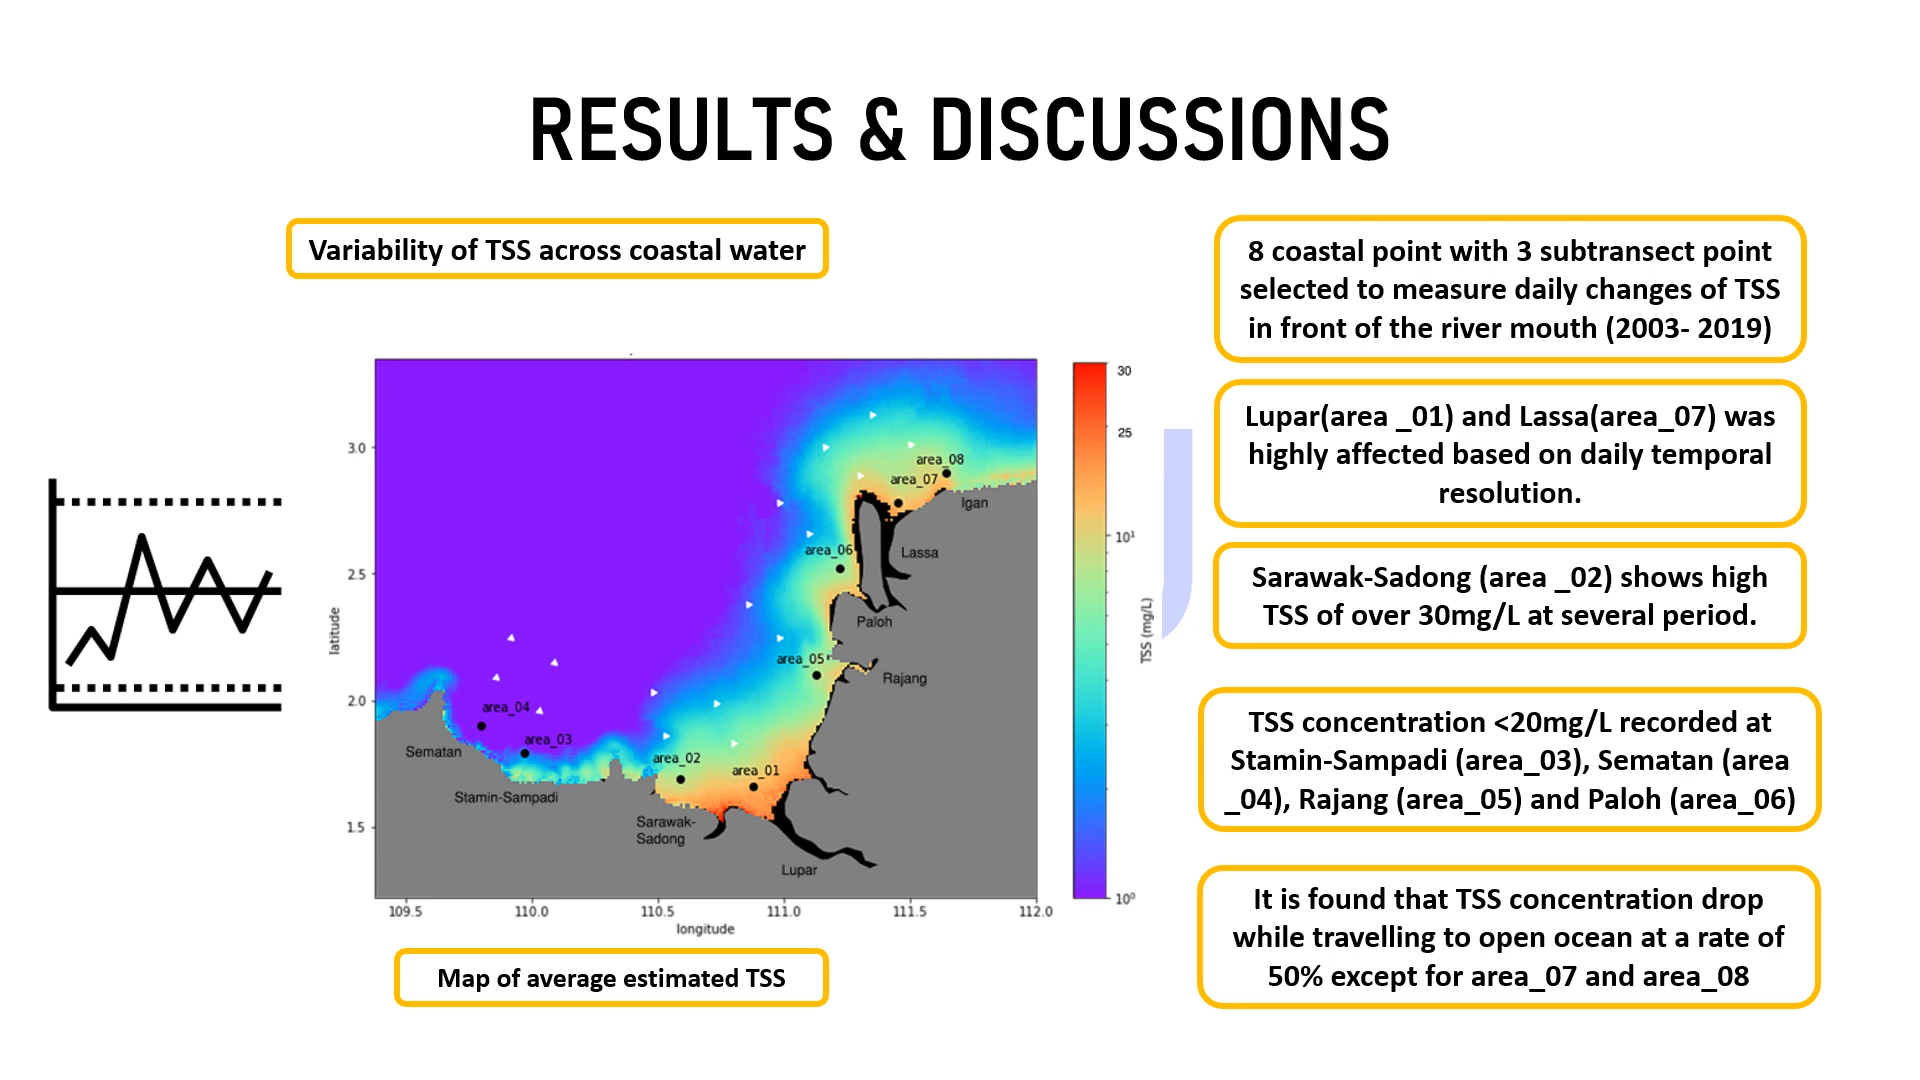 RESULTS & DISCUSSIONS
Variability of TSS across coastal water
3.0
2.5
2.0
1.5
latitude
109.5
110.0
110.5
111.0
111.5
112.0
longitude
area_08
area_07
Igan
area_06
Lassa
Paloh
area_05
Rajang
area_04
area_03
Sematan
area_02
area_01
Stamin-Sampadi
Sarawak-
Sadong
Lupar
30
25
10¹
10⁰
TSS (mg/L)
Map of average estimated TSS
8 coastal point with 3 subtransect point
selected to measure daily changes of TSS
in front of the river mouth (2003- 2019)
Lupar(area _01) and Lassa(area_07) was
highly affected based on daily temporal
resolution.
Sarawak-Sadong (area _02) shows high
TSS of over 30mg/L at several period.
TSS concentration <20mg/L recorded at
Stamin-Sampadi (area_03), Sematan (area
_04), Rajang (area_05) and Paloh (area_06)
It is found that TSS concentration drop
while travelling to open ocean at a rate of
50% except for area_07 and area_08